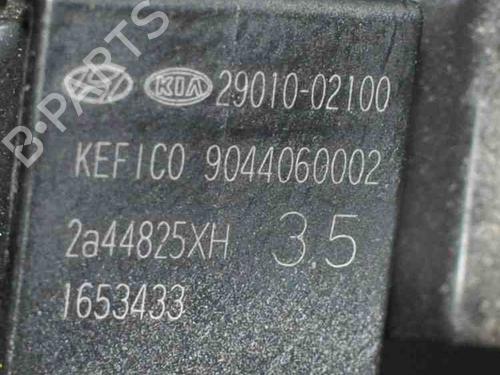 KIA 29010-02100
KEFICO 9044060002
2a44825XH 3.5
1653433
B-PARTS